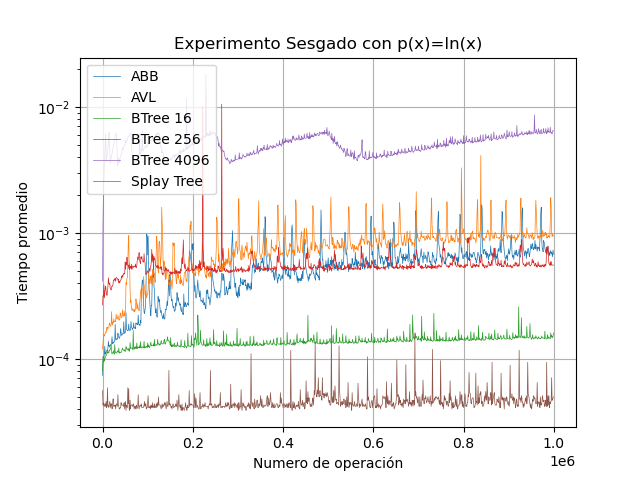 Experimento Sesgado con p(x)=ln(x)
ABB
AVL
BTree 16
BTree 256
BTree 4096
Splay Tree
Tiempo promedio
10⁻²
10⁻³
10⁻⁴
0.0 0.2 0.4 0.6 0.8 1.0
1e6
Numero de operación